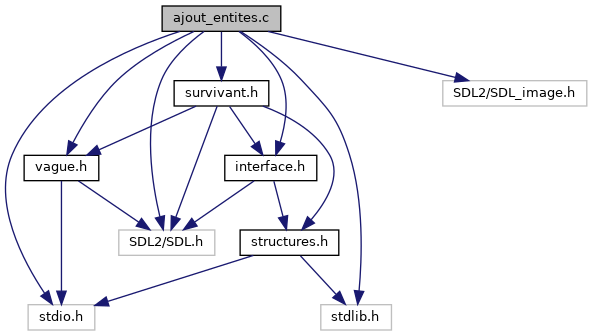 ajout_entites.c
survivant.h
SDL2/SDL_image.h
vague.h
interface.h
SDL2/SDL.h
structures.h
stdio.h
stdlib.h